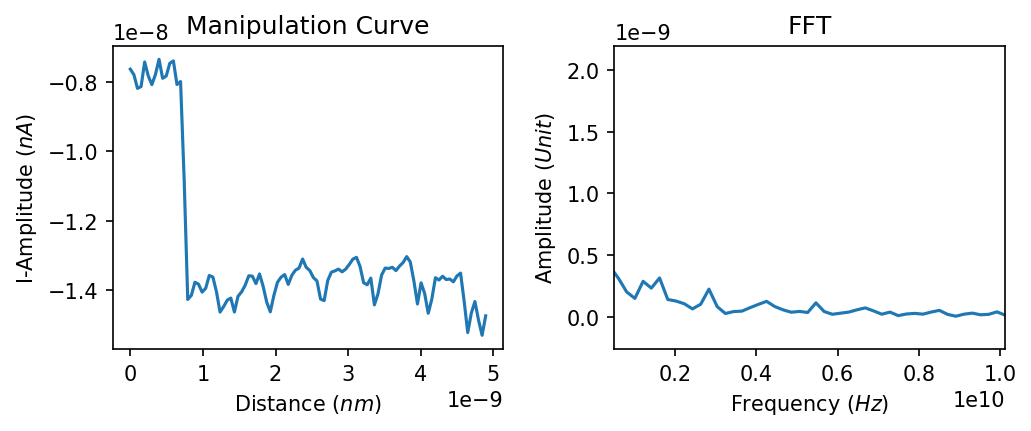 Manipulation Curve
1e−8
−0.8
−1.0
−1.2
−1.4
I-Amplitude (nA)
0 1 2 3 4 5
1e−9
Distance (nm)
FFT
1e−9
2.0
1.5
1.0
0.5
0.0
Amplitude (Unit)
0.2 0.4 0.6 0.8 1.0
1e10
Frequency (Hz)